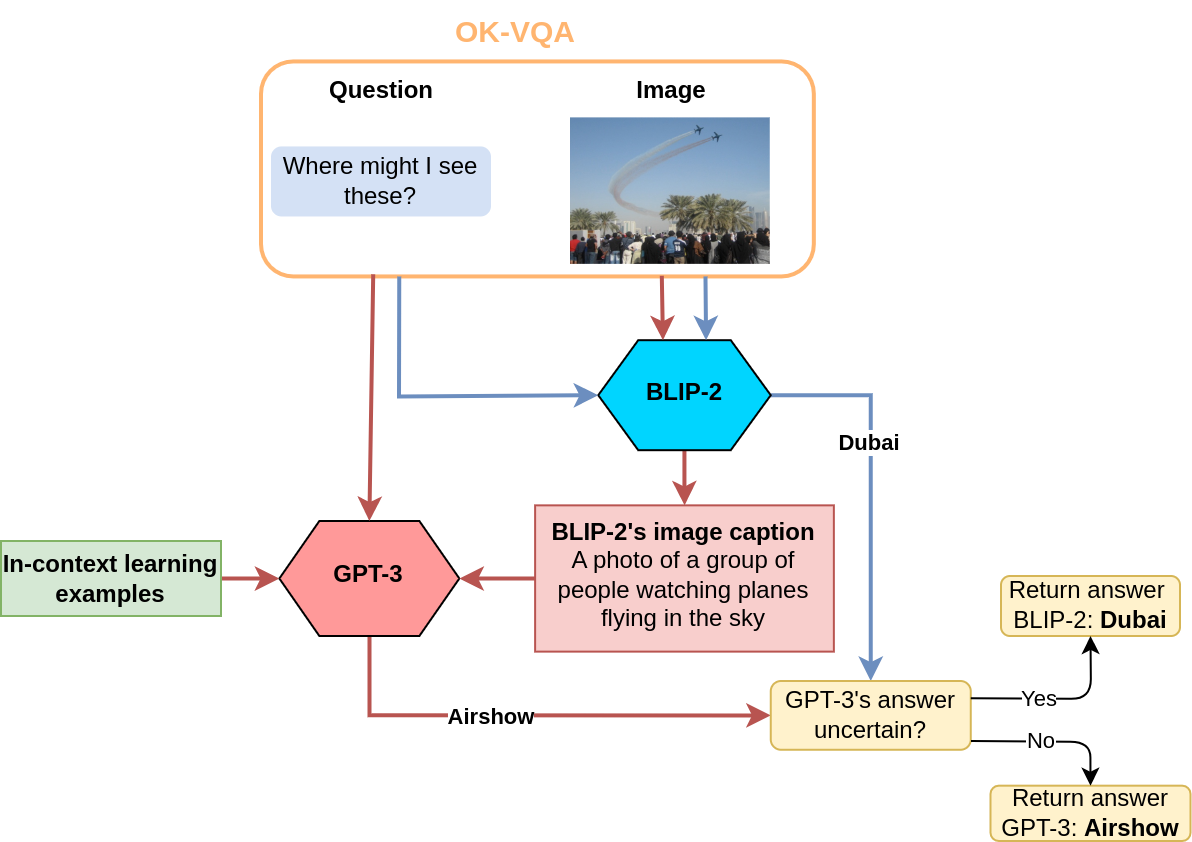 OK-VQA
Question
Image
Where might I see
these?
BLIP-2
Dubai
BLIP-2's image caption
A photo of a group of
people watching planes
flying in the sky
GPT-3
In-context learning
examples
Airshow
GPT-3's answer
uncertain?
Yes
No
Return answer
BLIP-2: Dubai
Return answer
GPT-3: Airshow